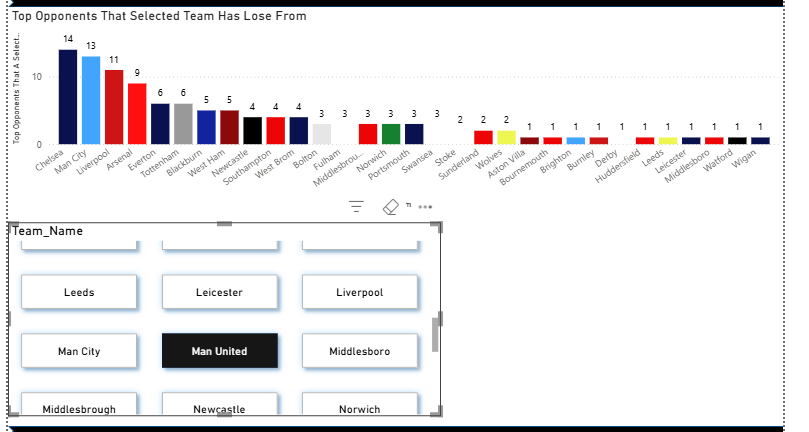 Top Opponents That Selected Team Has Lose From
Top Opponents That A Select...
10
0
14
13
11
9
6
6
5
5
4
4
4
3
3
3
3
3
3
2
2
2
1
1
1
1
1
1
1
1
1
1
1
1
Chelsea
Man City
Liverpool
Arsenal
Everton
Tottenham
Blackburn
West Ham
Newcastle
Southampton
West Brom
Bolton
Fulham
Middlesbrou...
Norwich
Portsmouth
Swansea
Stoke
Sunderland
Wolves
Aston Villa
Bournemouth
Brighton
Burnley
Derby
Huddersfield
Leeds
Leicester
Middlesboro
Watford
Wigan
Team_Name
Leeds Leicester Liverpool
Man City Man United Middlesboro
Middlesbrough Newcastle Norwich